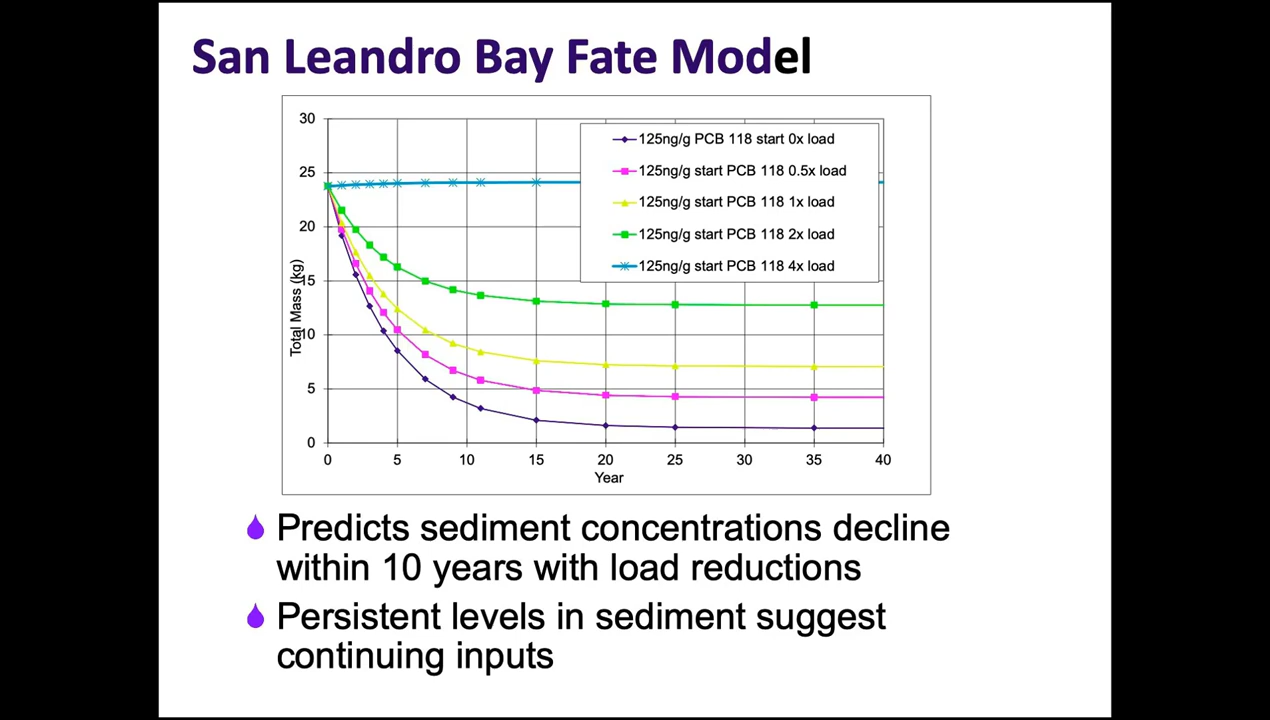 San Leandro Bay Fate Model
30
25
20
15
10
5
0
Total Mass (kg)
125ng/g PCB 118 start 0x load
125ng/g start PCB 118 0.5x load
125ng/g start PCB 118 1x load
125ng/g start PCB 118 2x load
125ng/g start PCB 118 4x load
0 5 10 15 20 25 30 35 40
Year
Predicts sediment concentrations decline
within 10 years with load reductions
Persistent levels in sediment suggest
continuing inputs